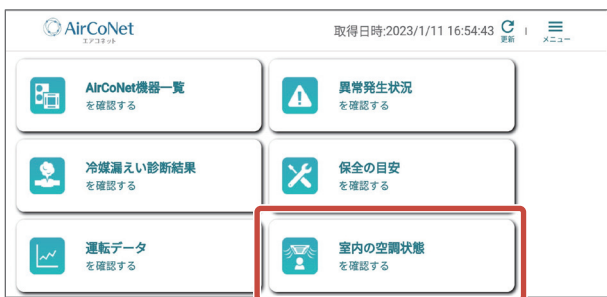 AirCoNet
エアコネット
取得日時:2023/1/11 16:54:43
更新
メニュー
AirCoNet機器一覧
を確認する
異常発生状況
を確認する
冷媒漏えい診断結果
を確認する
保全の目安
を確認する
運転データ
を確認する
室内の空調状態
を確認する